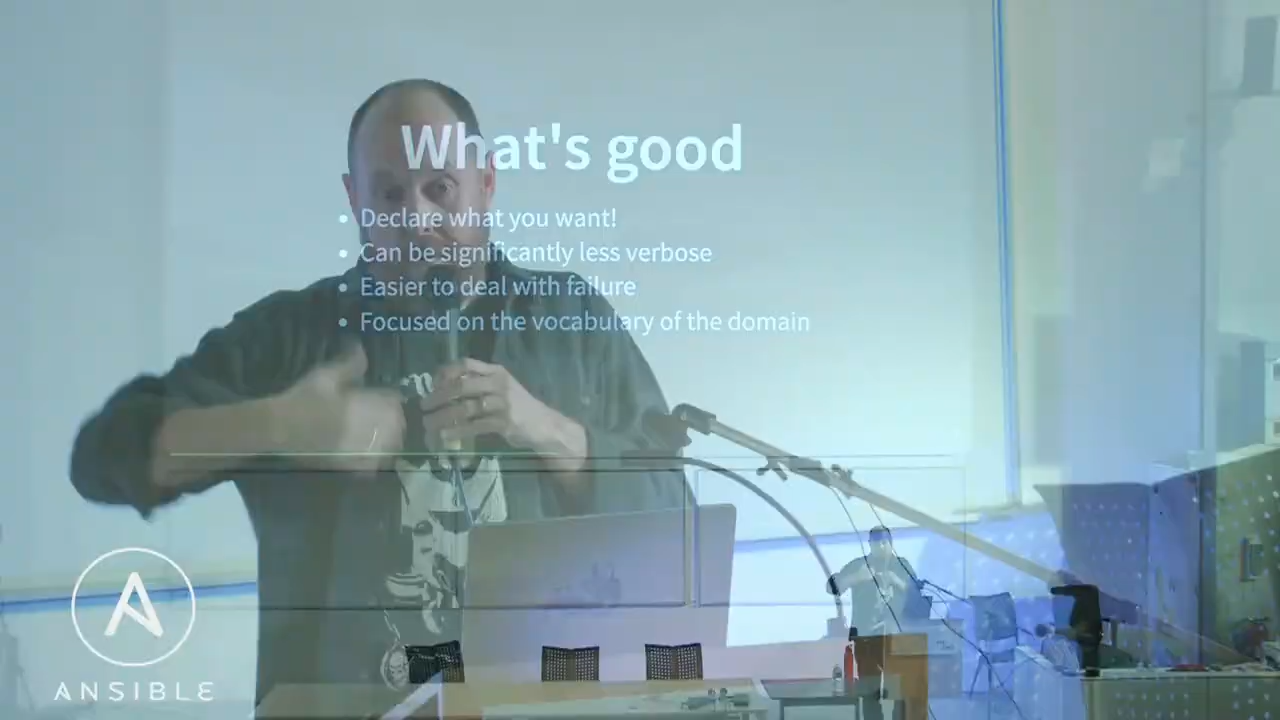 What's good
Declare what you want!
Can be significantly less verbose
Easier to deal with failure
Focused on the vocabulary of the domain
ANSIBLE